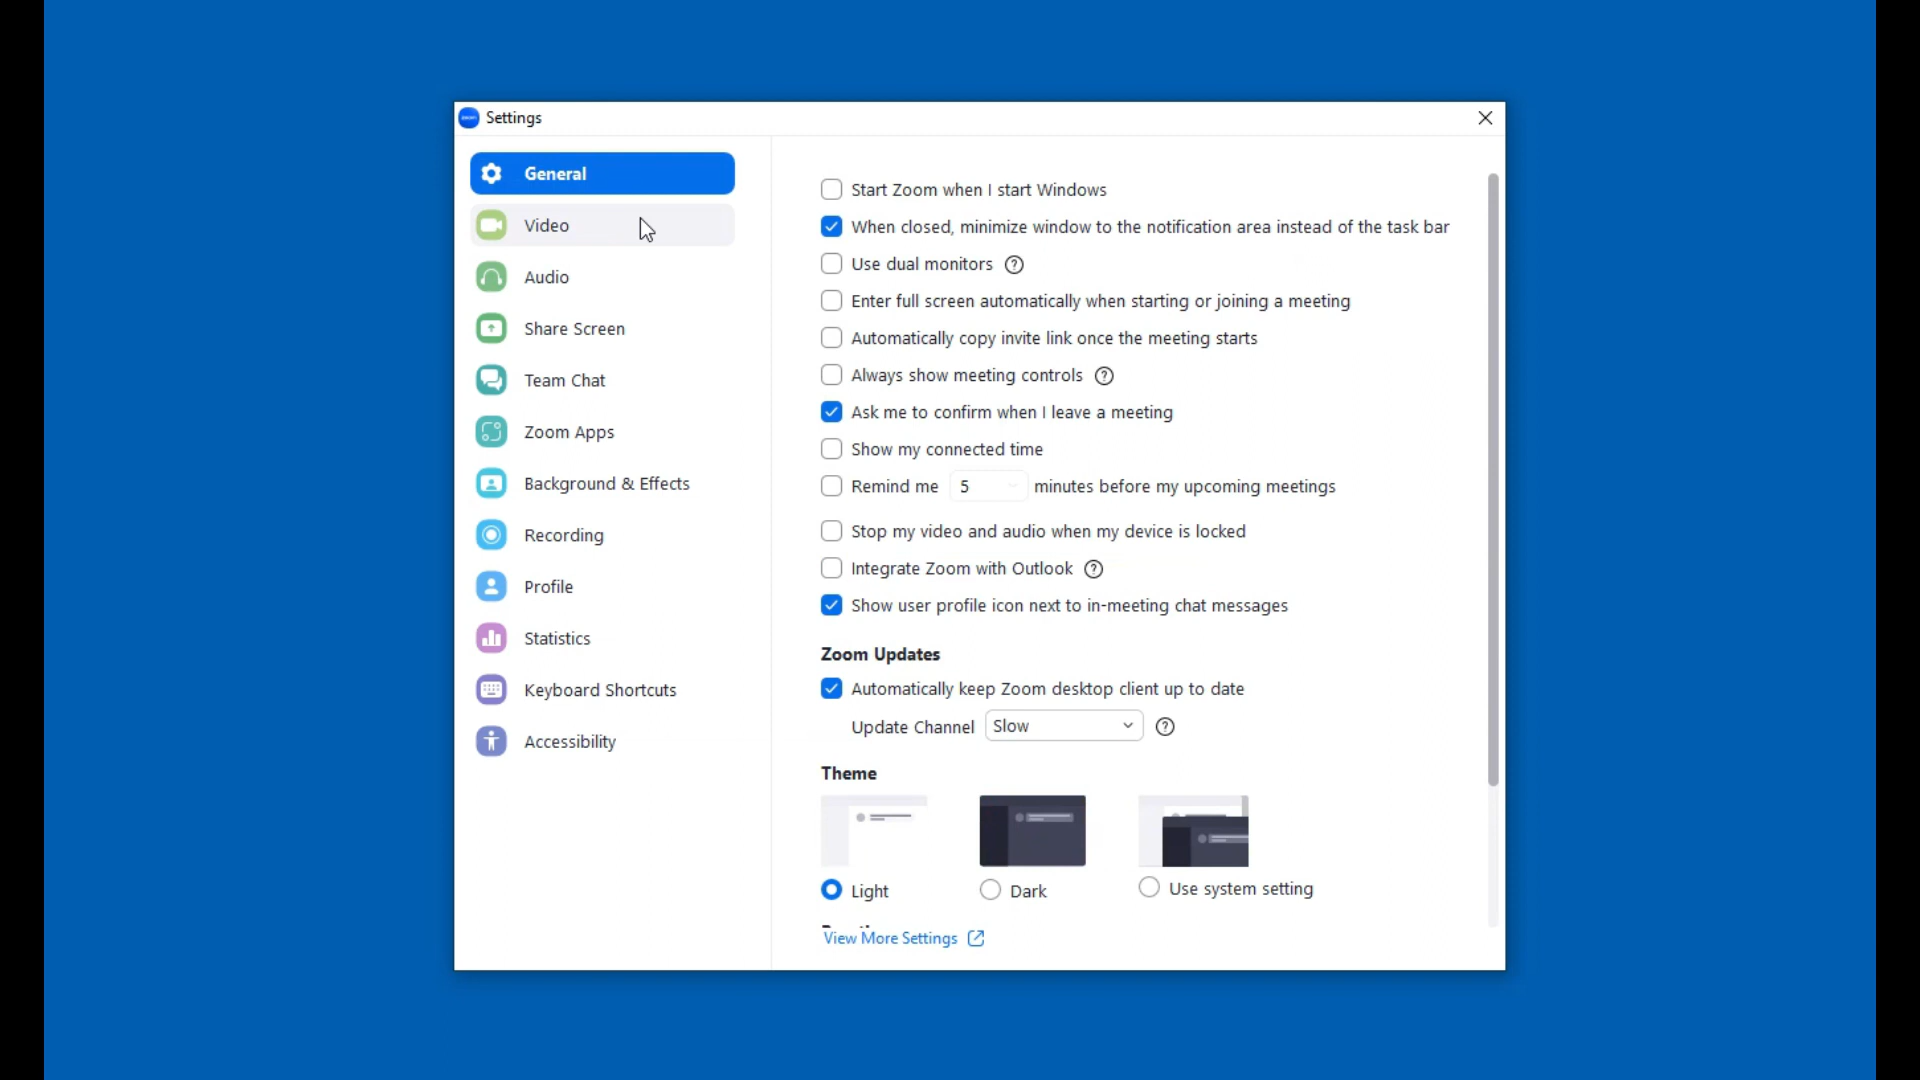 Settings
General
Video
Audio
Share Screen
Team Chat
Zoom Apps
Background & Effects
Recording
Profile
Statistics
Keyboard Shortcuts
Accessibility
Start Zoom when I start Windows
When closed, minimize window to the notification area instead of the task bar
Use dual monitors
Enter full screen automatically when starting or joining a meeting
Automatically copy invite link once the meeting starts
Always show meeting controls
Ask me to confirm when I leave a meeting
Show my connected time
Remind me 5 minutes before my upcoming meetings
Stop my video and audio when my device is locked
Integrate Zoom with Outlook
Show user profile icon next to in-meeting chat messages
Zoom Updates
Automatically keep Zoom desktop client up to date
Update Channel Slow
Theme
Light Dark Use system setting
View More Settings